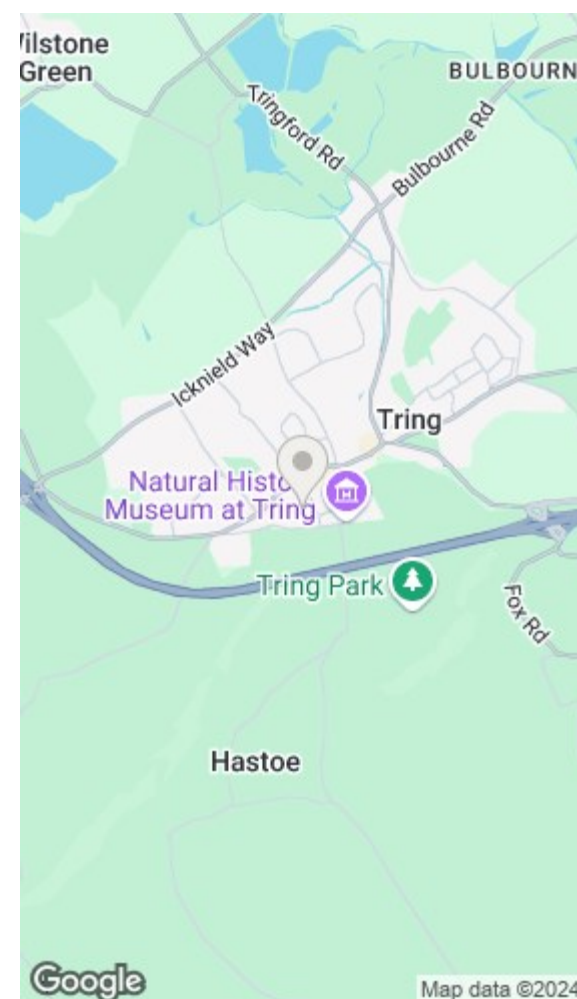 Wilstone
Green
BULBOURN
Tringford Rd
Bulbourne Rd
Icknield Way
Tring
Natural Histo
Museum at Tring
Tring Park
Fox Rd
Hastoe
Google
Map data ©2024